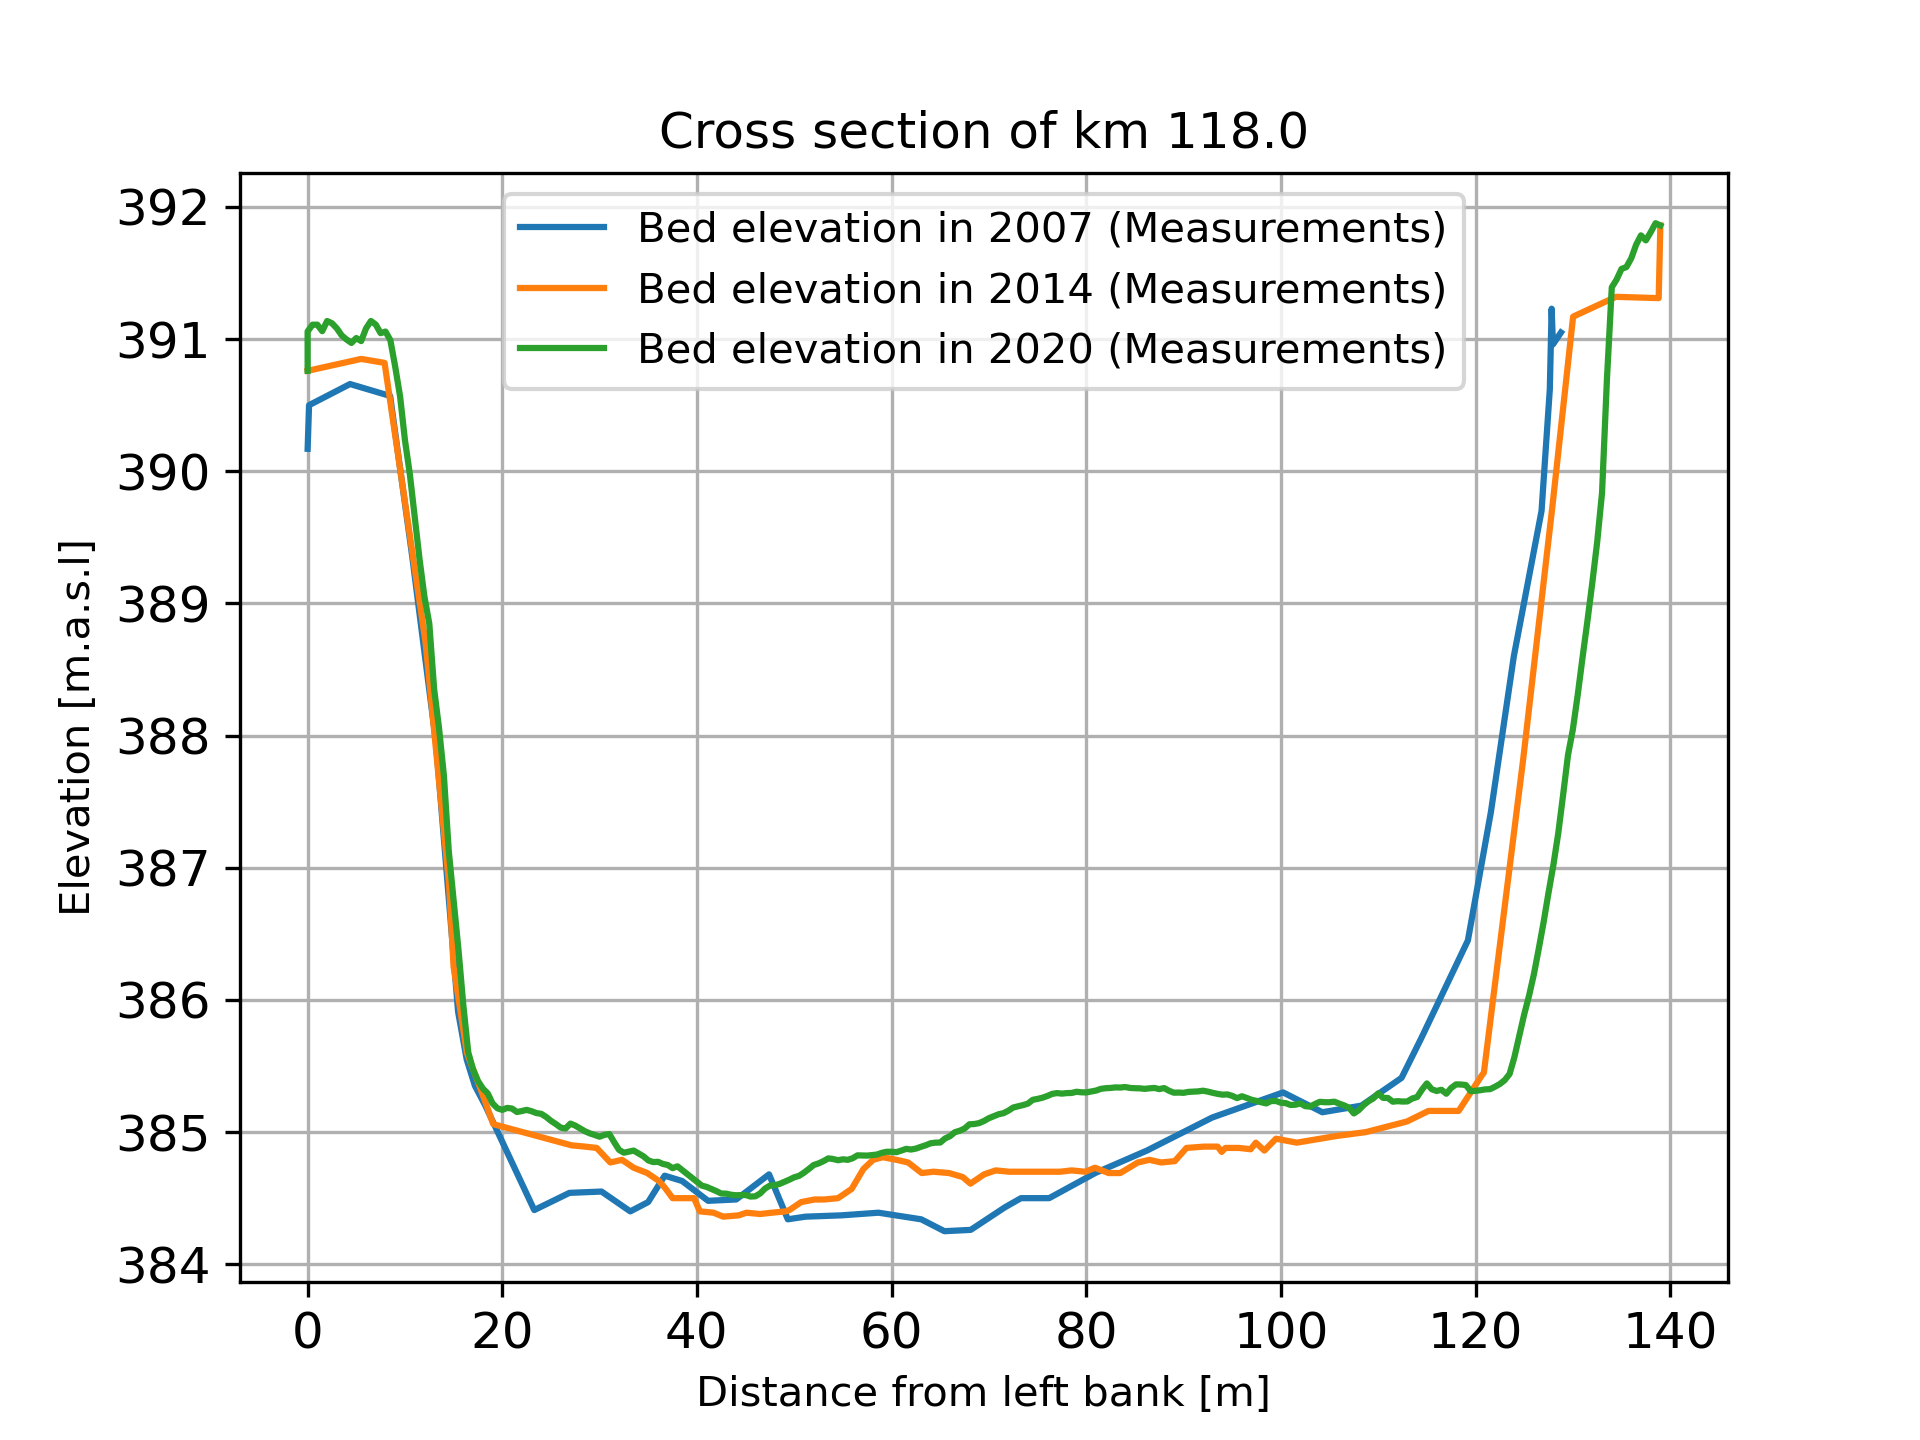 Cross section of km 118.0
Bed elevation in 2007 (Measurements)
Bed elevation in 2014 (Measurements)
Bed elevation in 2020 (Measurements)
Elevation [m.a.s.l]
392
391
390
389
388
387
386
385
384
0 20 40 60 80 100 120 140
Distance from left bank [m]